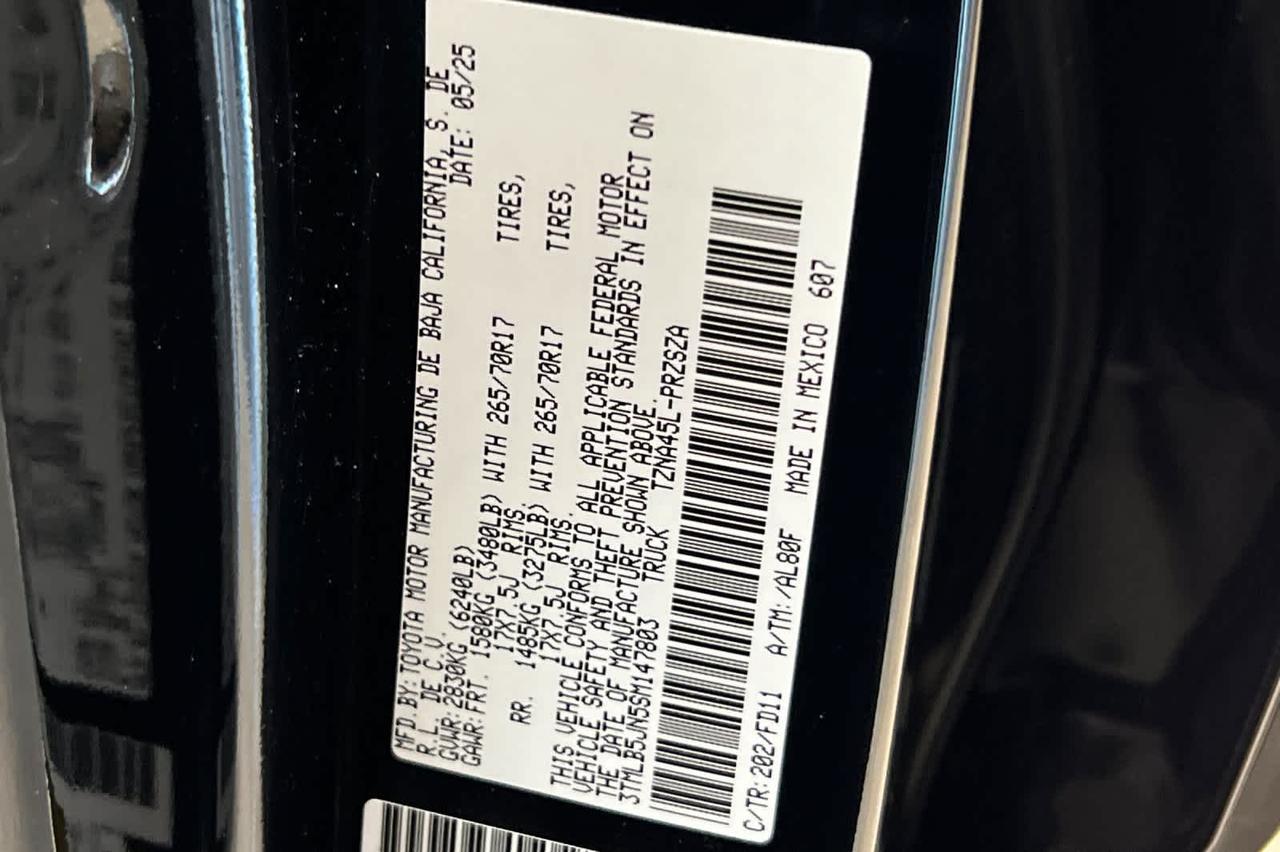 MFD. BY: TOYOTA MOTOR MANUFACTURING DE BAJA CALIFORNIA, S. DE
R.L. DE C.V. DATE: 05/25
GVWR: 2830KG (6240LB)
GAWR: FRT. 1580KG (3480LB) WITH 265/70R17 TIRES,
17X7.5J RIMS.
RR. 1485KG (3275LB) WITH 265/70R17 TIRES,
17X7.5J RIMS.
THIS VEHICLE CONFORMS TO ALL APPLICABLE FEDERAL MOTOR
VEHICLE SAFETY AND THEFT PREVENTION STANDARDS IN EFFECT ON
THE DATE OF MANUFACTURE SHOWN ABOVE.
3TMLB5JN5SM147803 TRUCK TZNA45L-PRZSZA
C/TR: 202/FD11 A/TM: /AL80F MADE IN MEXICO 607